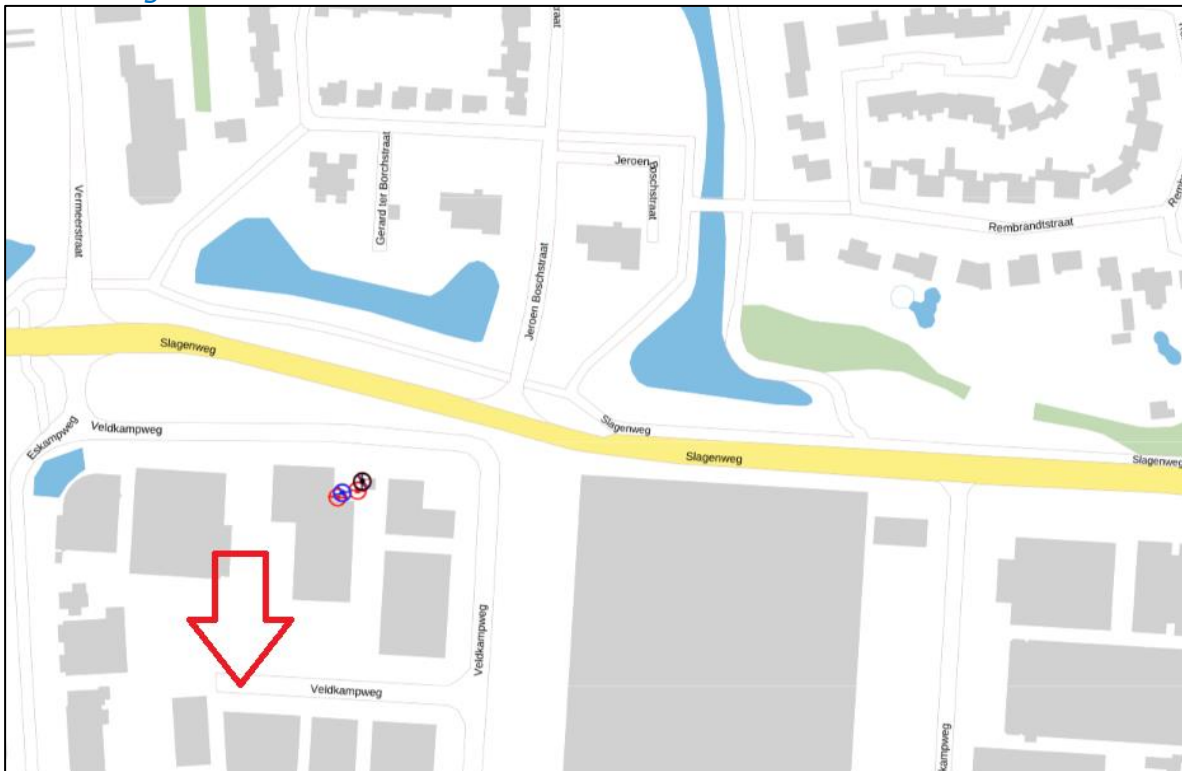 Jeroen
Boschstraat
Gerard ter Borchstraat
Vermeerstraat
Rembrandtstraat
Jeroen Boschstraat
Slagenweg
Slagenweg
Slagenweg
Slagenweg
Eskampweg
Veldkampweg
Veldkampweg
Veldkampweg